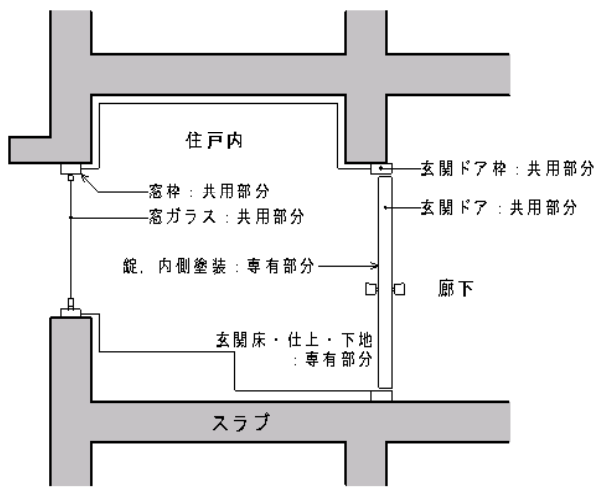 住戸内
玄関ドア枠：共用部分
窓枠：共用部分
玄関ドア：共用部分
窓ガラス：共用部分
錠，内側塗装：専有部分
廊下
玄関床・仕上・下地
：専有部分
スラブ